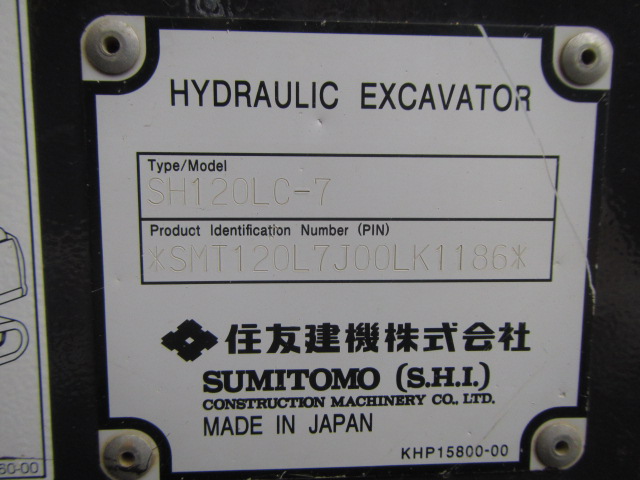 HYDRAULIC EXCAVATOR
Type/Model
SH120LC-7
Product Identification Number (PIN)
*SMT120L7J00LK1186*
住友建機株式会社
SUMITOMO (S.H.I.)
CONSTRUCTION MACHINERY CO., LTD.
MADE IN JAPAN
KHP15800-00